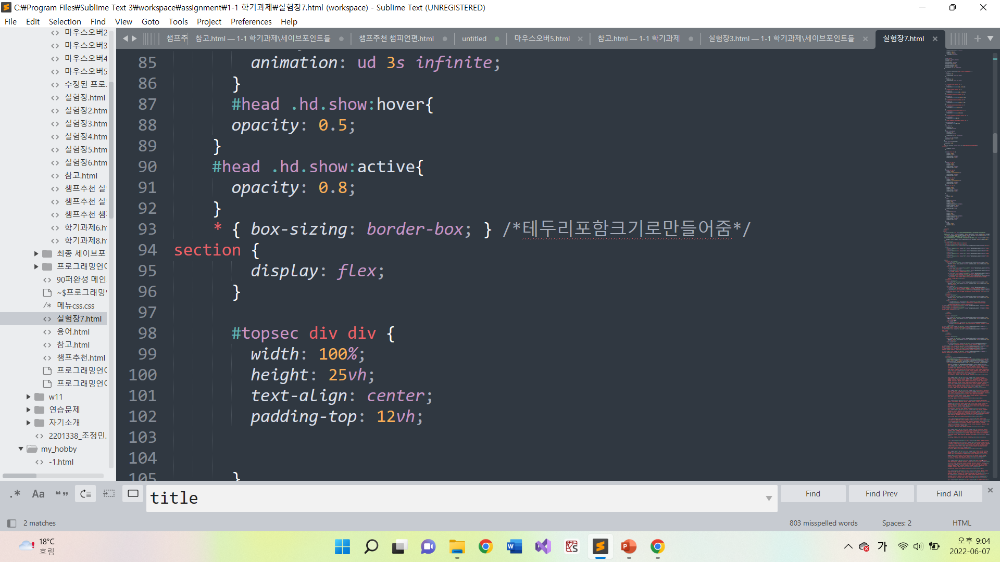 C:₩Program Files₩Sublime Text 3₩workspace₩assignment₩1-1 학기과제₩실험장7.html (workspace) - Sublime Text (UNREGISTERED)
File Edit Selection Find View Goto Tools Project Preferences Help
챔프추 참고.html — 1-1 학기과제\세이브포인트들 챔프추천 챔피언편.html untitled 마우스오버5.html 참고.html — 1-1 학기과제 실험장3.html — 1-1 학기과제\세이브포인트들 실험장7.html
마우스오버2
마우스오버3
마우스오버4
마우스오버5
수정된 프로
실험장.html
실험장2.htm
실험장3.htm
실험장4.htm
실험장5.htm
실험장6.htm
참고.html
챔프추천 실
챔프추천 실
챔프추천 챔
학기과제6.h
학기과제8.h
최종 세이브포
프로그래밍언어
90퍼완성 메인
~$프로그래밍
메뉴css.css
실험장7.html
용어.html
참고.html
챔프추천.html
프로그래밍언어
프로그래밍언어
w11
연습문제
자기소개
2201338_조정민.
my_hobby
-1.html
85 animation: ud 3s infinite;
86 }
87 #head .hd.show:hover{
88 opacity: 0.5;
89 }
90 #head .hd.show:active{
91 opacity: 0.8;
92 }
93 * { box-sizing: border-box; } /*테두리포함크기로만들어줌*/
94 section {
95 display: flex;
96 }
97
98 #topsec div div {
99 width: 100%;
100 height: 25vh;
101 text-align: center;
102 padding-top: 12vh;
103
104
105 }
.* Aa “” title Find Find Prev Find All
2 matches 803 misspelled words Spaces: 2 HTML
18°C
흐림
가
오후 9:04
2022-06-07